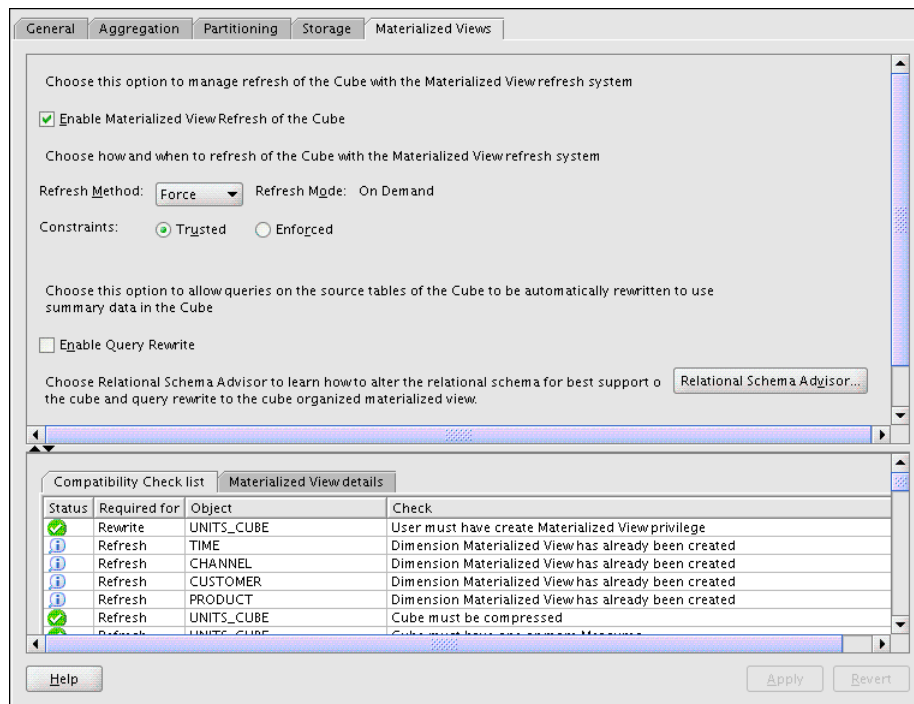 General Aggregation Partitioning Storage Materialized Views
Choose this option to manage refresh of the Cube with the Materialized View refresh system
Enable Materialized View Refresh of the Cube
Choose how and when to refresh of the Cube with the Materialized View refresh system
Refresh Method: Force Refresh Mode: On Demand
Constraints: Trusted Enforced
Choose this option to allow queries on the source tables of the Cube to be automatically rewritten to use
summary data in the Cube
Enable Query Rewrite
Choose Relational Schema Advisor to learn how to alter the relational schema for best support o
the cube and query rewrite to the cube organized materialized view.
Relational Schema Advisor...
Compatibility Check list Materialized View details
Status Required for Object Check
Rewrite UNITS_CUBE User must have create Materialized View privilege
Refresh TIME Dimension Materialized View has already been created
Refresh CHANNEL Dimension Materialized View has already been created
Refresh CUSTOMER Dimension Materialized View has already been created
Refresh PRODUCT Dimension Materialized View has already been created
Refresh UNITS_CUBE Cube must be compressed
Refresh UNITS_CUBE Cube must have one or more Measures
Help Apply Revert